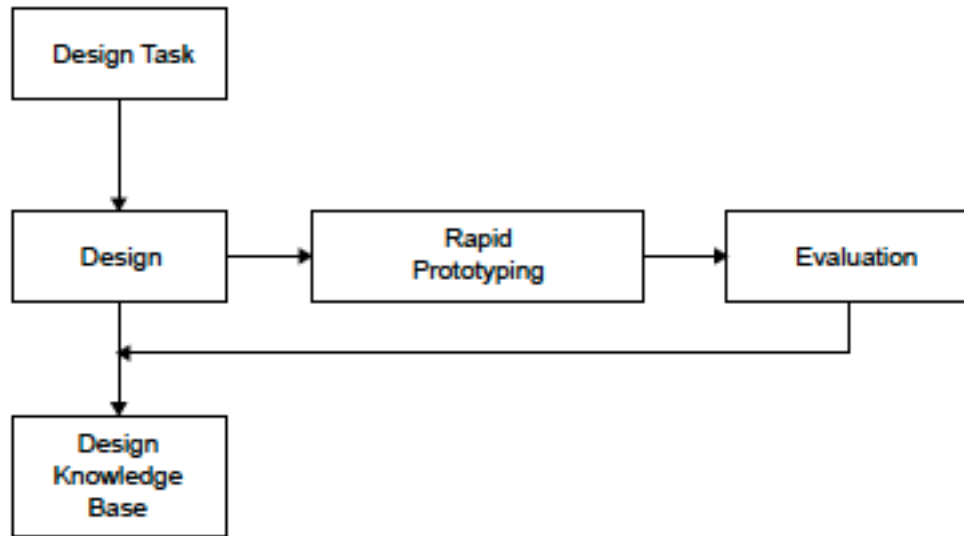 Design Task
Design
Rapid
Prototyping
Evaluation
Design
Knowledge
Base